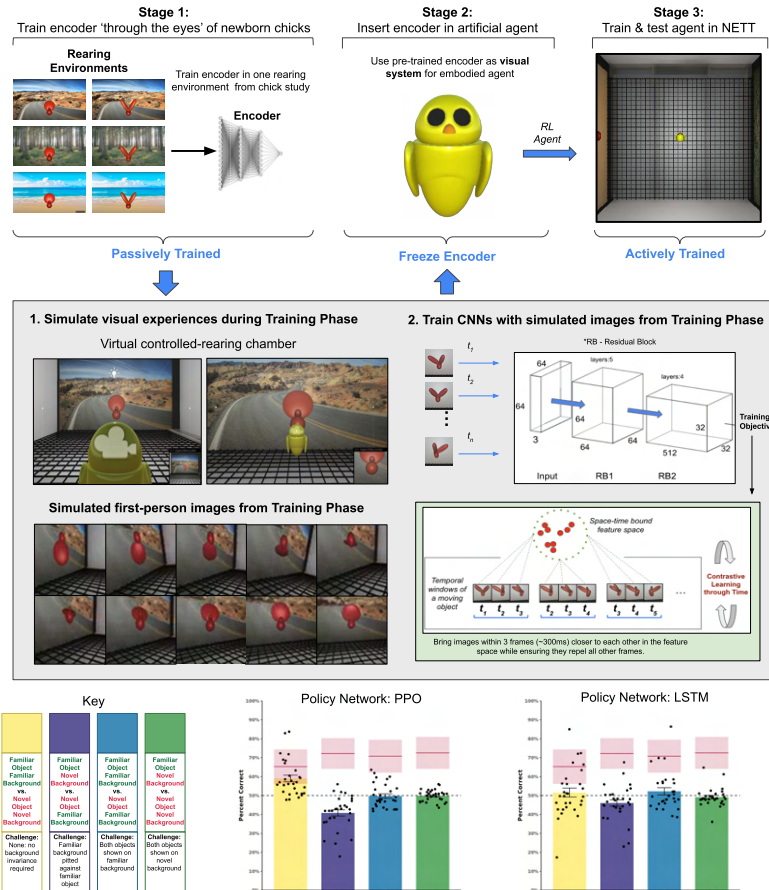 Stage 1:
Train encoder ‘through the eyes’ of newborn chicks
Stage 2:
Insert encoder in artificial agent
Stage 3:
Train & test agent in NETT
Rearing
Environments
Train encoder in one rearing
environment from chick study
Encoder
Use pre-trained encoder as visual
system for embodied agent
RL
Agent
Passively Trained
Freeze Encoder
Actively Trained
1. Simulate visual experiences during Training Phase
Virtual controlled-rearing chamber
Simulated first-person images from Training Phase
2. Train CNNs with simulated images from Training Phase
*RB - Residual Block
t1
t2
tn
64
64
3
Input
layers:5
64
64
RB1
layers:4
32
32
512
RB2
Training
Objectiv
Space-time bound
feature space
Temporal
windows of
a moving
object
t1 t2 t3
t2 t3 t4
t3 t4 t5
...
Contrastive
Learning
through Time
Bring images within 3 frames (~300ms) closer to each other in the feature
space while ensuring they repel all other frames.
Key
Familiar
Object
Familiar
Background
vs.
Novel
Object
Novel
Background
Challenge:
None: no
background
invariance
required
Familiar
Object
Novel
Background
vs.
Novel
Object
Familiar
Background
Challenge:
Familiar
background
pitted
against
familiar
object
Familiar
Object
Familiar
Background
vs.
Novel
Object
Familiar
Background
Challenge:
Both objects
shown on
familiar
background
Familiar
Object
Novel
Background
vs.
Novel
Object
Novel
Background
Challenge:
Both objects
shown on
novel
background
Policy Network: PPO
Percent Correct
100%
90%
80%
70%
60%
50%
40%
30%
20%
10%
0%
Policy Network: LSTM
Percent Correct
100%
90%
80%
70%
60%
50%
40%
30%
20%
10%
0%